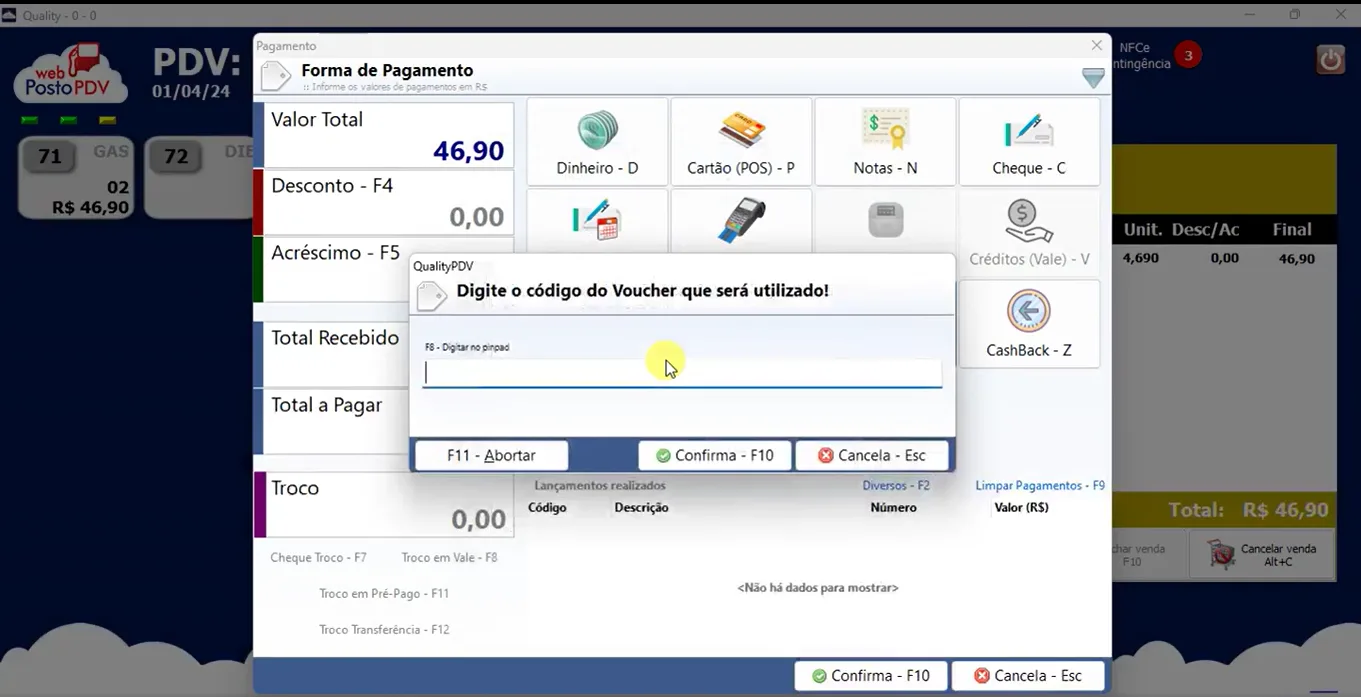 Quality - 0 - 0
web
PostoPDV
PDV:
01/04/24
NFCe
ntingência
3
71 GAS
02
R$ 46,90
72 DIE
Pagamento
Forma de Pagamento
:: Informe os valores de pagamentos em R$
Valor Total
46,90
Desconto - F4
0,00
Acréscimo - F5
Total Recebido
Total a Pagar
Troco
0,00
Cheque Troco - F7 Troco em Vale - F8
Troco em Pré-Pago - F11
Troco Transferência - F12
Dinheiro - D
Cartão (POS) - P
Notas - N
Cheque - C
Créditos (Vale) - V
CashBack - Z
QualityPDV
Digite o código do Voucher que será utilizado!
F8 - Digitar no pinpad
F11 - Abortar
Confirma - F10
Cancela - Esc
Lançamentos realizados Diversos - F2 Limpar Pagamentos - F9
Código Descrição Número Valor (R$)
<Não há dados para mostrar>
Confirma - F10
Cancela - Esc
Unit. Desc/Ac Final
4,690 0,00 46,90
Total: R$ 46,90
har venda
F10
Cancelar venda
Alt+C